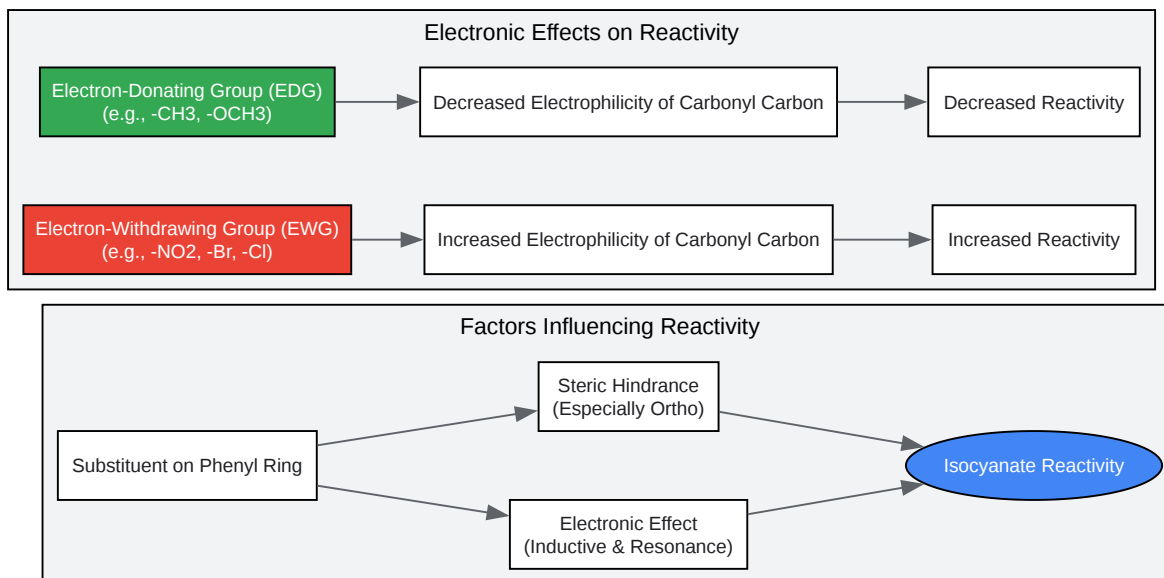 Electronic Effects on Reactivity
Electron-Donating Group (EDG)
(e.g., -CH3, -OCH3)
Decreased Electrophilicity of Carbonyl Carbon
Decreased Reactivity
Electron-Withdrawing Group (EWG)
(e.g., -NO2, -Br, -Cl)
Increased Electrophilicity of Carbonyl Carbon
Increased Reactivity
Factors Influencing Reactivity
Substituent on Phenyl Ring
Steric Hindrance
(Especially Ortho)
Electronic Effect
(Inductive & Resonance)
Isocyanate Reactivity